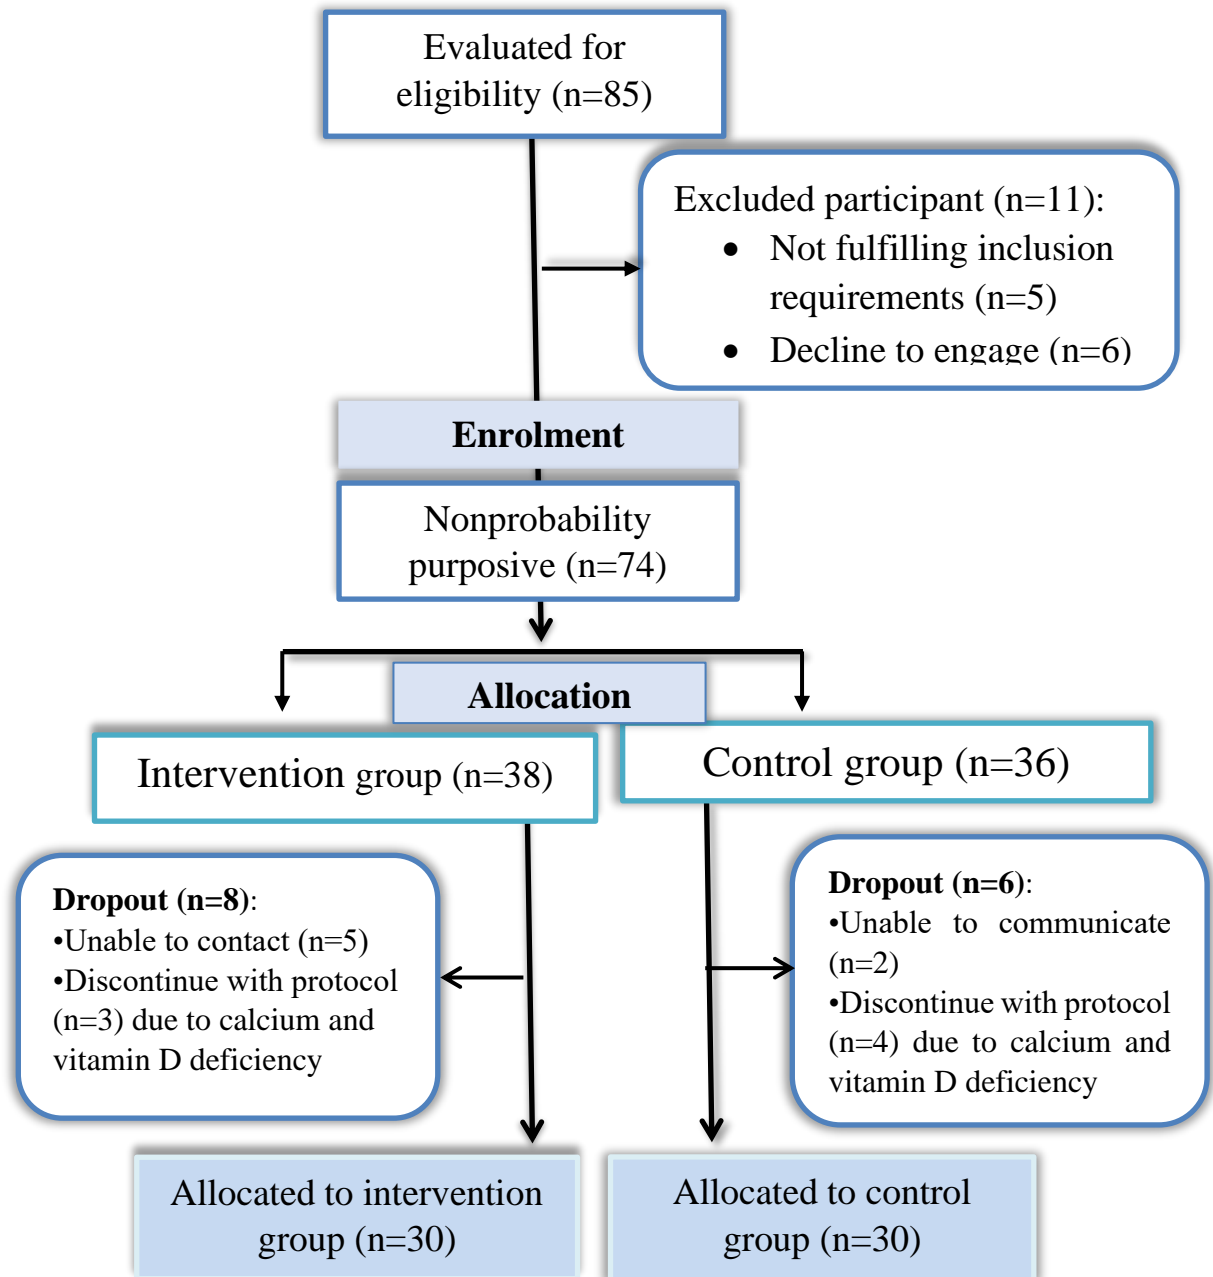 Evaluated for
eligibility (n=85)
Excluded participant (n=11):
• Not fulfilling inclusion
requirements (n=5)
• Decline to engage (n=6)
Enrolment
Nonprobability
purposive (n=74)
Allocation
Intervention group (n=38)
Control group (n=36)
Dropout (n=8):
•Unable to contact (n=5)
•Discontinue with protocol
(n=3) due to calcium and
vitamin D deficiency
Dropout (n=6):
•Unable to communicate
(n=2)
•Discontinue with protocol
(n=4) due to calcium and
vitamin D deficiency
Allocated to intervention
group (n=30)
Allocated to control
group (n=30)